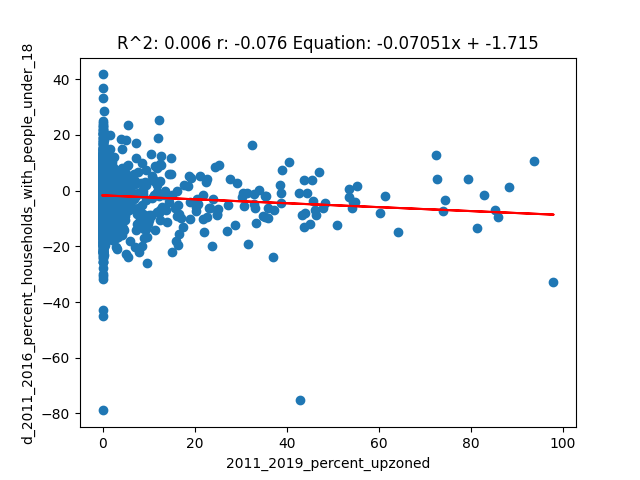 R^2: 0.006 r: -0.076 Equation: -0.07051x + -1.715
d_2011_2016_percent_households_with_people_under_18
40
20
0
−20
−40
−60
−80
0 20 40 60 80 100
2011_2019_percent_upzoned